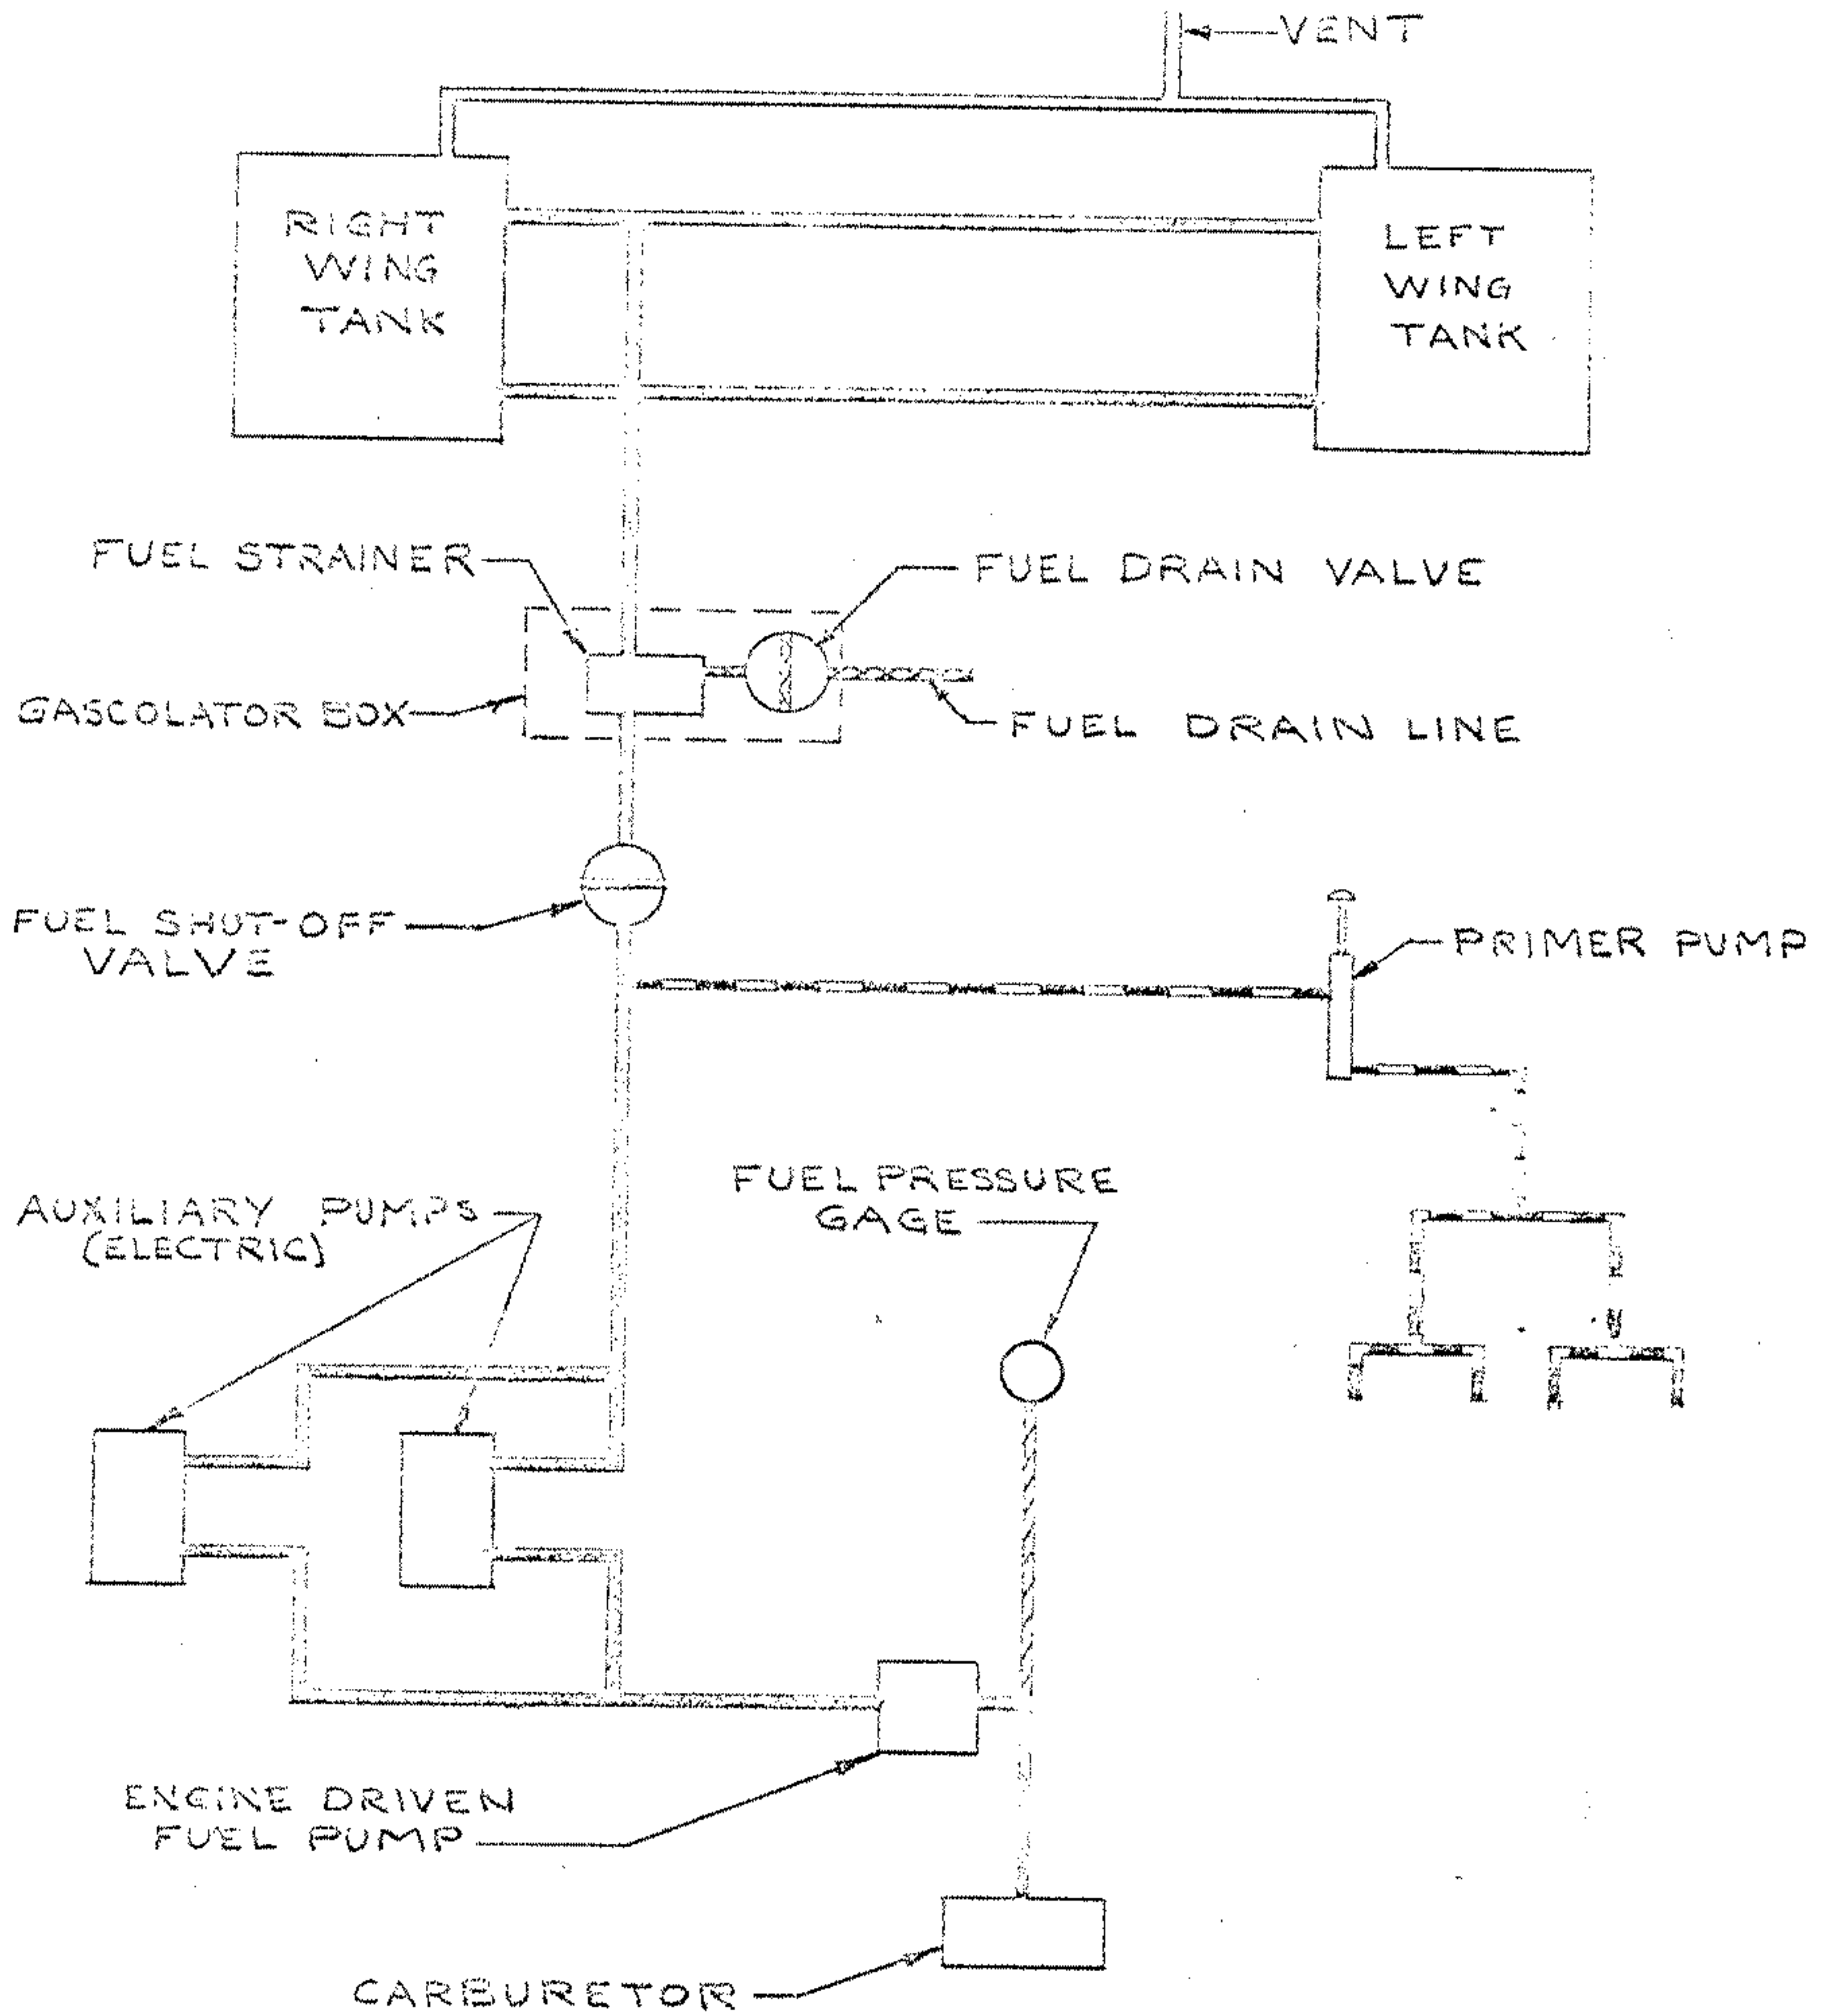 VENT
RIGHT
WING
TANK
LEFT
WING
TANK
FUEL STRAINER
FUEL DRAIN VALVE
GASCOLATOR BOX
FUEL DRAIN LINE
FUEL SHUT-OFF
VALVE
PRIMER PUMP
FUEL PRESSURE
GAGE
AUXILIARY PUMPS
(ELECTRIC)
ENGINE DRIVEN
FUEL PUMP
CARBURETOR